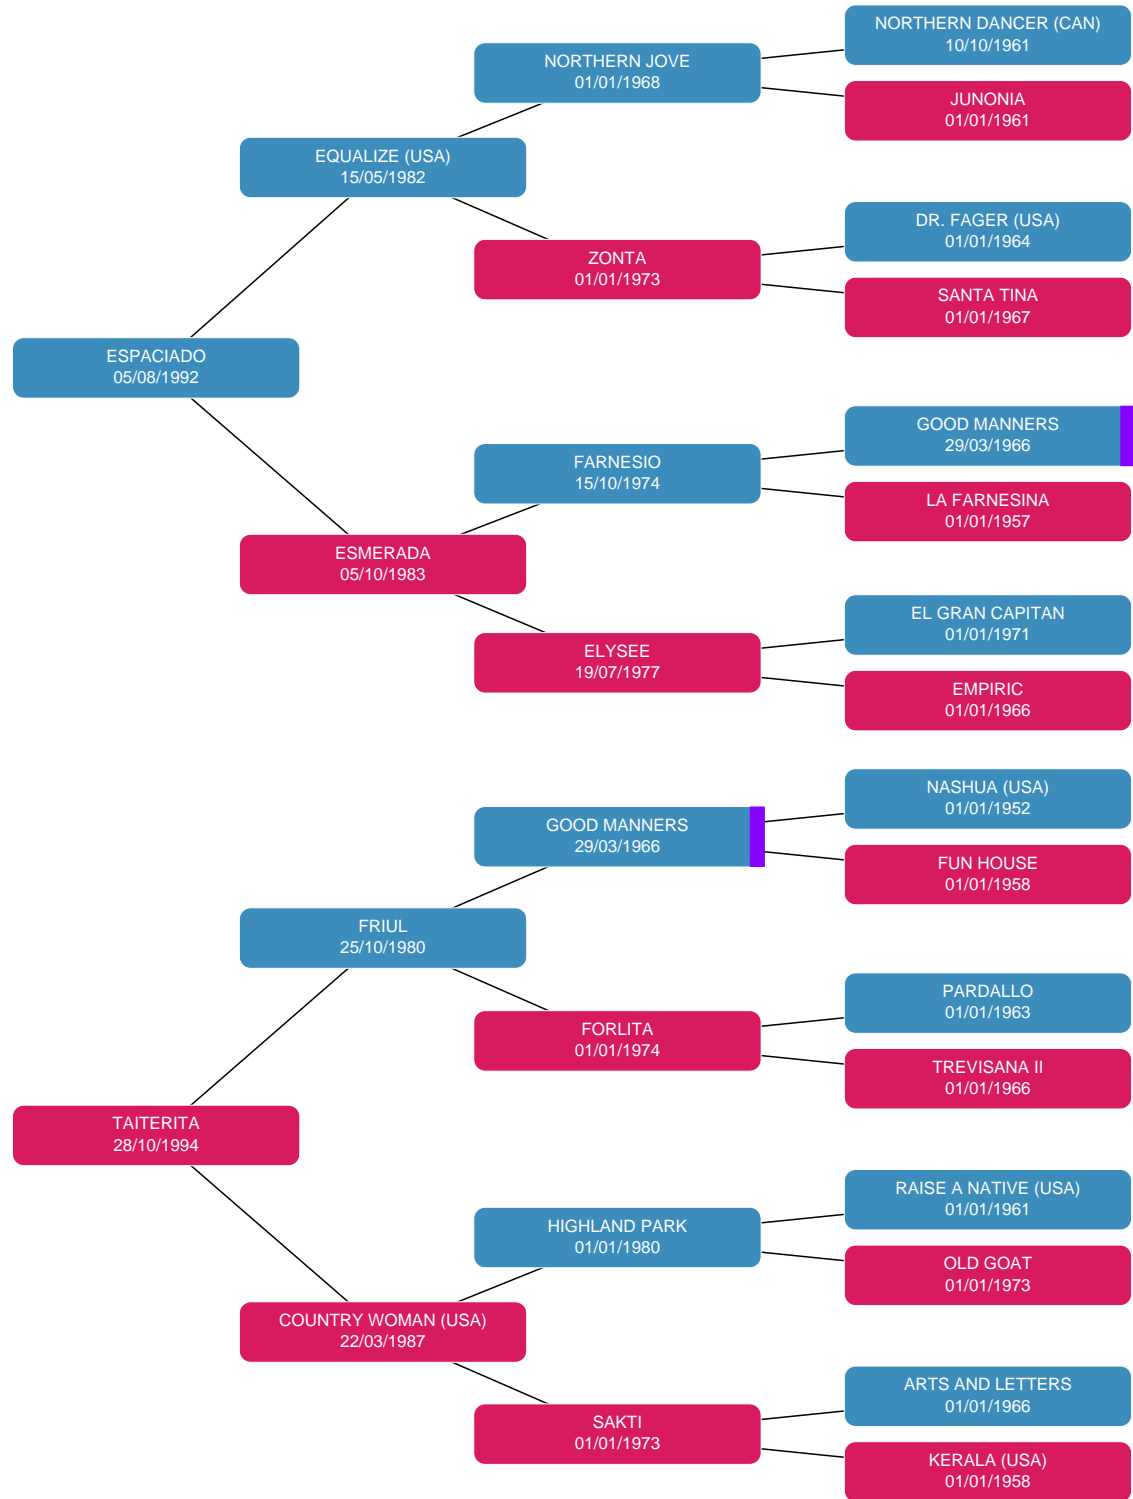 NORTHERN DANCER (CAN)
10/10/1961
NORTHERN JOVE
01/01/1968
JUNONIA
01/01/1961
EQUALIZE (USA)
15/05/1982
DR. FAGER (USA)
01/01/1964
ZONTA
01/01/1973
SANTA TINA
01/01/1967
ESPACIADO
05/08/1992
GOOD MANNERS
29/03/1966
FARNESIO
15/10/1974
LA FARNESINA
01/01/1957
ESMERADA
05/10/1983
EL GRAN CAPITAN
01/01/1971
ELYSEE
19/07/1977
EMPIRIC
01/01/1966
NASHUA (USA)
01/01/1952
GOOD MANNERS
29/03/1966
FUN HOUSE
01/01/1958
FRIUL
25/10/1980
PARDALLO
01/01/1963
FORLITA
01/01/1974
TREVISANA II
01/01/1966
TAITERITA
28/10/1994
RAISE A NATIVE (USA)
01/01/1961
HIGHLAND PARK
01/01/1980
OLD GOAT
01/01/1973
COUNTRY WOMAN (USA)
22/03/1987
ARTS AND LETTERS
01/01/1966
SAKTI
01/01/1973
KERALA (USA)
01/01/1958